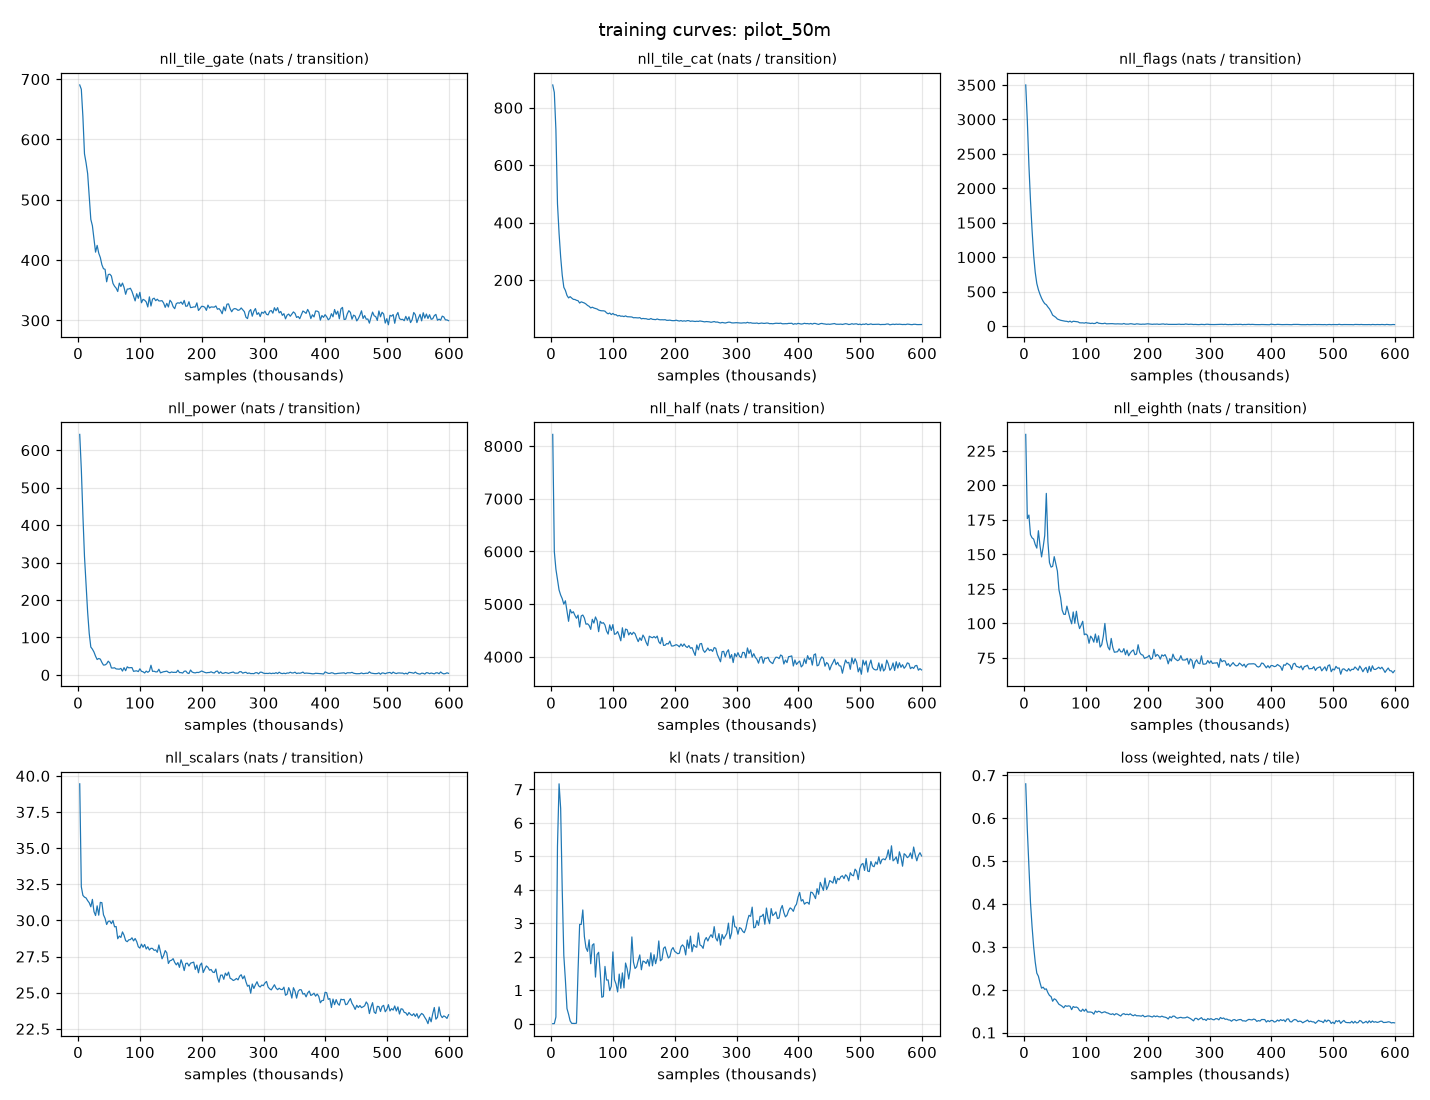 training curves: pilot_50m
nll_tile_gate (nats / transition)
700
600
500
400
300
0 100 200 300 400 500 600
samples (thousands)
nll_tile_cat (nats / transition)
800
600
400
200
0 100 200 300 400 500 600
samples (thousands)
nll_flags (nats / transition)
3500
3000
2500
2000
1500
1000
500
0
0 100 200 300 400 500 600
samples (thousands)
nll_power (nats / transition)
600
500
400
300
200
100
0
0 100 200 300 400 500 600
samples (thousands)
nll_half (nats / transition)
8000
7000
6000
5000
4000
0 100 200 300 400 500 600
samples (thousands)
nll_eighth (nats / transition)
225
200
175
150
125
100
75
0 100 200 300 400 500 600
samples (thousands)
nll_scalars (nats / transition)
40.0
37.5
35.0
32.5
30.0
27.5
25.0
22.5
0 100 200 300 400 500 600
samples (thousands)
kl (nats / transition)
7
6
5
4
3
2
1
0
0 100 200 300 400 500 600
samples (thousands)
loss (weighted, nats / tile)
0.7
0.6
0.5
0.4
0.3
0.2
0.1
0 100 200 300 400 500 600
samples (thousands)